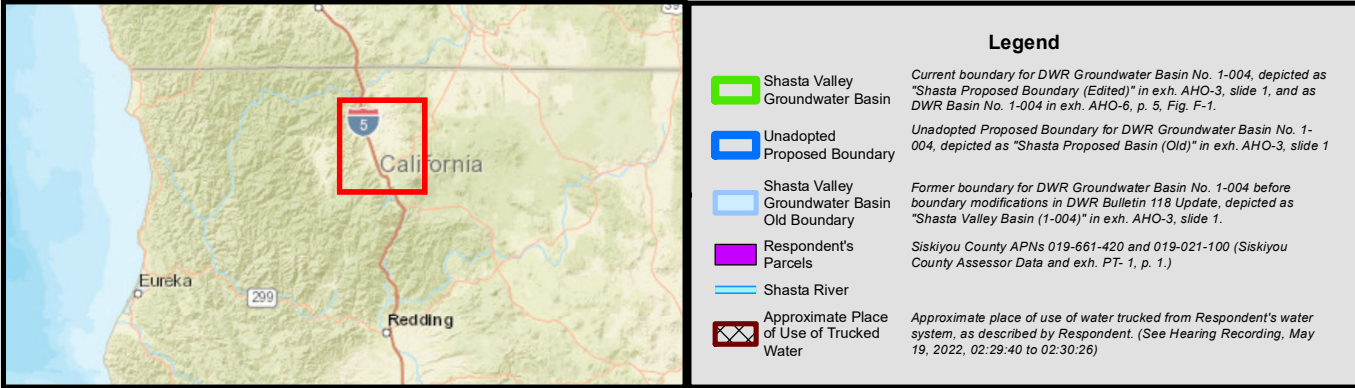 39
5
California
Eureka
299
Redding
Legend
Shasta Valley
Groundwater Basin
Current boundary for DWR Groundwater Basin No. 1-004, depicted as
"Shasta Proposed Boundary (Edited)" in exh. AHO-3, slide 1, and as
DWR Basin No. 1-004 in exh. AHO-6, p. 5, Fig. F-1.
Unadopted
Proposed Boundary
Unadopted Proposed Boundary for DWR Groundwater Basin No. 1-
004, depicted as "Shasta Proposed Basin (Old)" in exh. AHO-3, slide 1
Shasta Valley
Groundwater Basin
Old Boundary
Former boundary for DWR Groundwater Basin No. 1-004 before
boundary modifications in DWR Bulletin 118 Update, depicted as
"Shasta Valley Basin (1-004)" in exh. AHO-3, slide 1.
Respondent's
Parcels
Siskiyou County APNs 019-661-420 and 019-021-100 (Siskiyou
County Assessor Data and exh. PT- 1, p. 1.)
Shasta River
Approximate Place
of Use of Trucked
Water
Approximate place of use of water trucked from Respondent's water
system, as described by Respondent. (See Hearing Recording, May
19, 2022, 02:29:40 to 02:30:26)